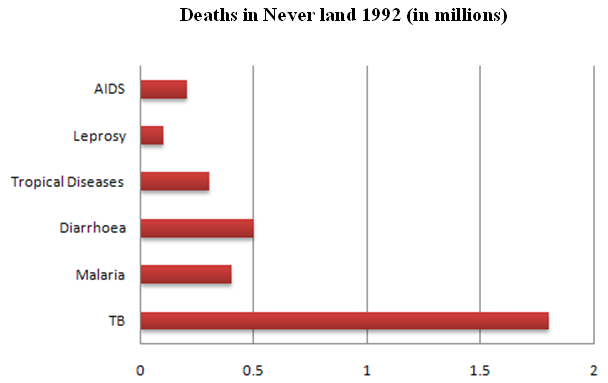 Deaths in Never land 1992 (in millions)
AIDS
Leprosy
Tropical Diseases
Diarrhoea
Malaria
TB
0 0.5 1 1.5 2